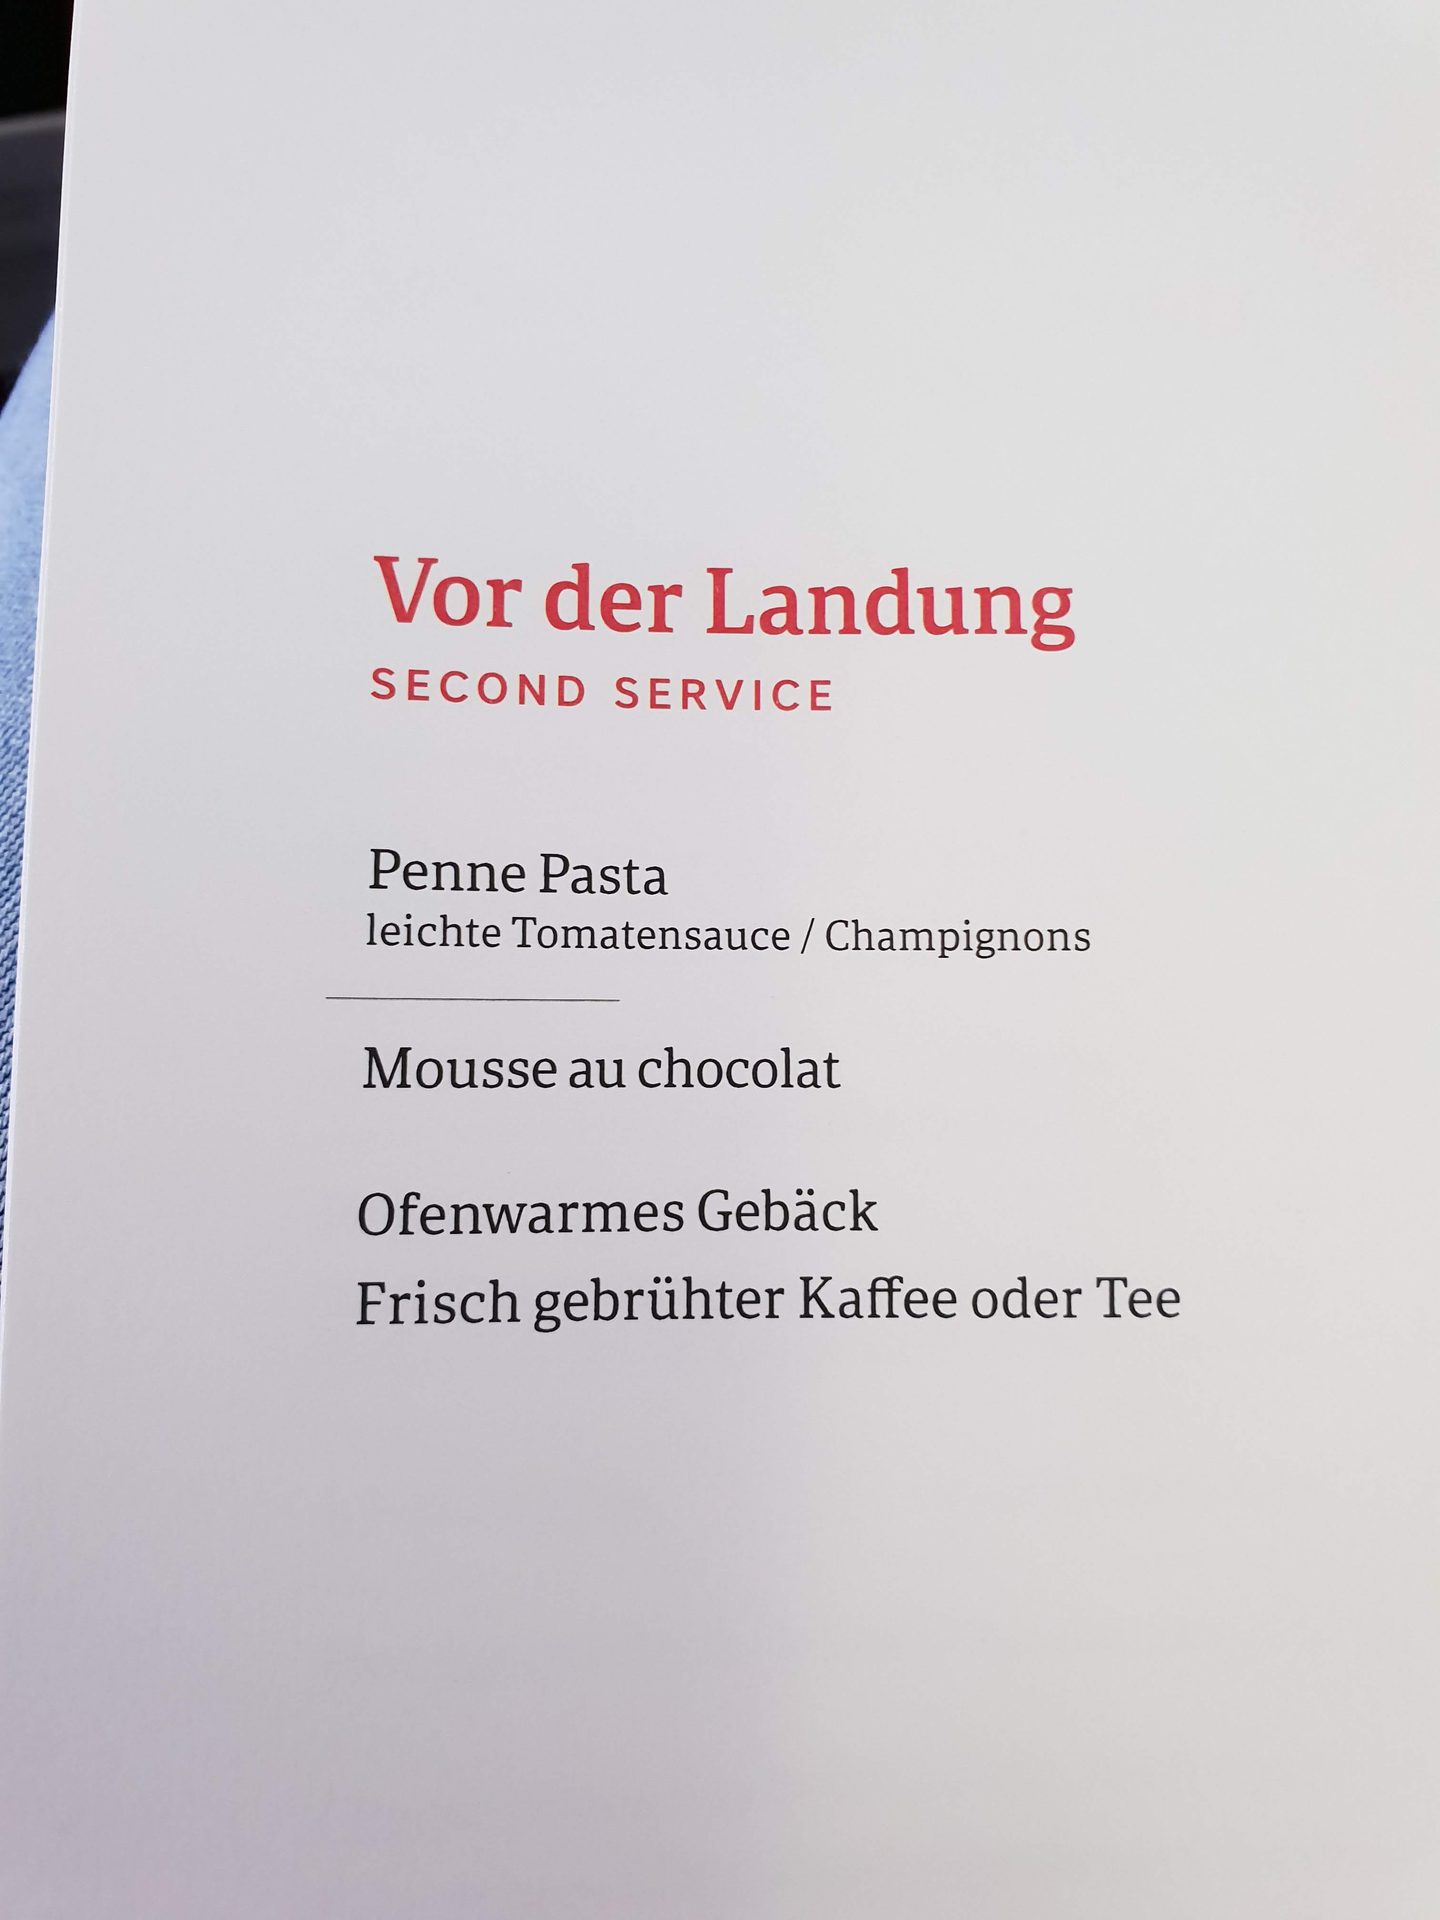 Vor der Landung
SECOND SERVICE
Penne Pasta
leichte Tomatensauce / Champignons
Mousse au chocolat
Ofenwarmes Gebäck
Frisch gebrühter Kaffee oder Tee